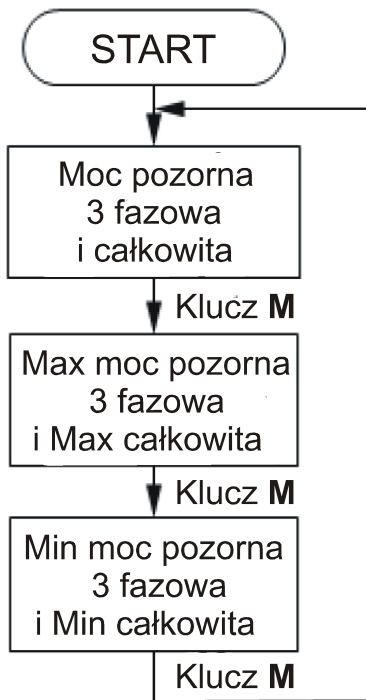 START
Moc pozorna
3 fazowa
i całkowita
Klucz M
Max moc pozorna
3 fazowa
i Max całkowita
Klucz M
Min moc pozorna
3 fazowa
i Min całkowita
Klucz M